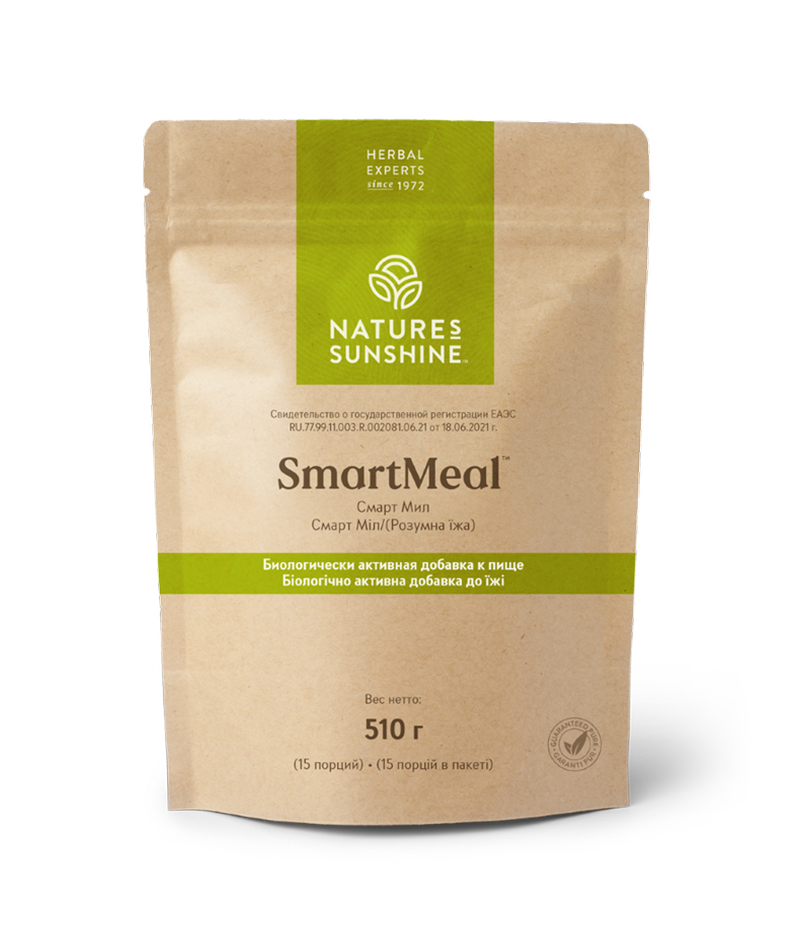 HERBAL
EXPERTS
since 1972
NATURES
SUNSHINE™
Свидетельство о государственной регистрации ЕАЭС
RU.77.99.11.003.R.002081.06.21 от 18.06.2021 г.
SmartMeal™
Смарт Мил
Смарт Міл/(Розумна їжа)
Биологически активная добавка к пище
Біологічно активна добавка до їжі
Вес нетто:
510 г
(15 порций) • (15 порцій в пакеті)
GUARANTEED PURE
GARANTI PUR